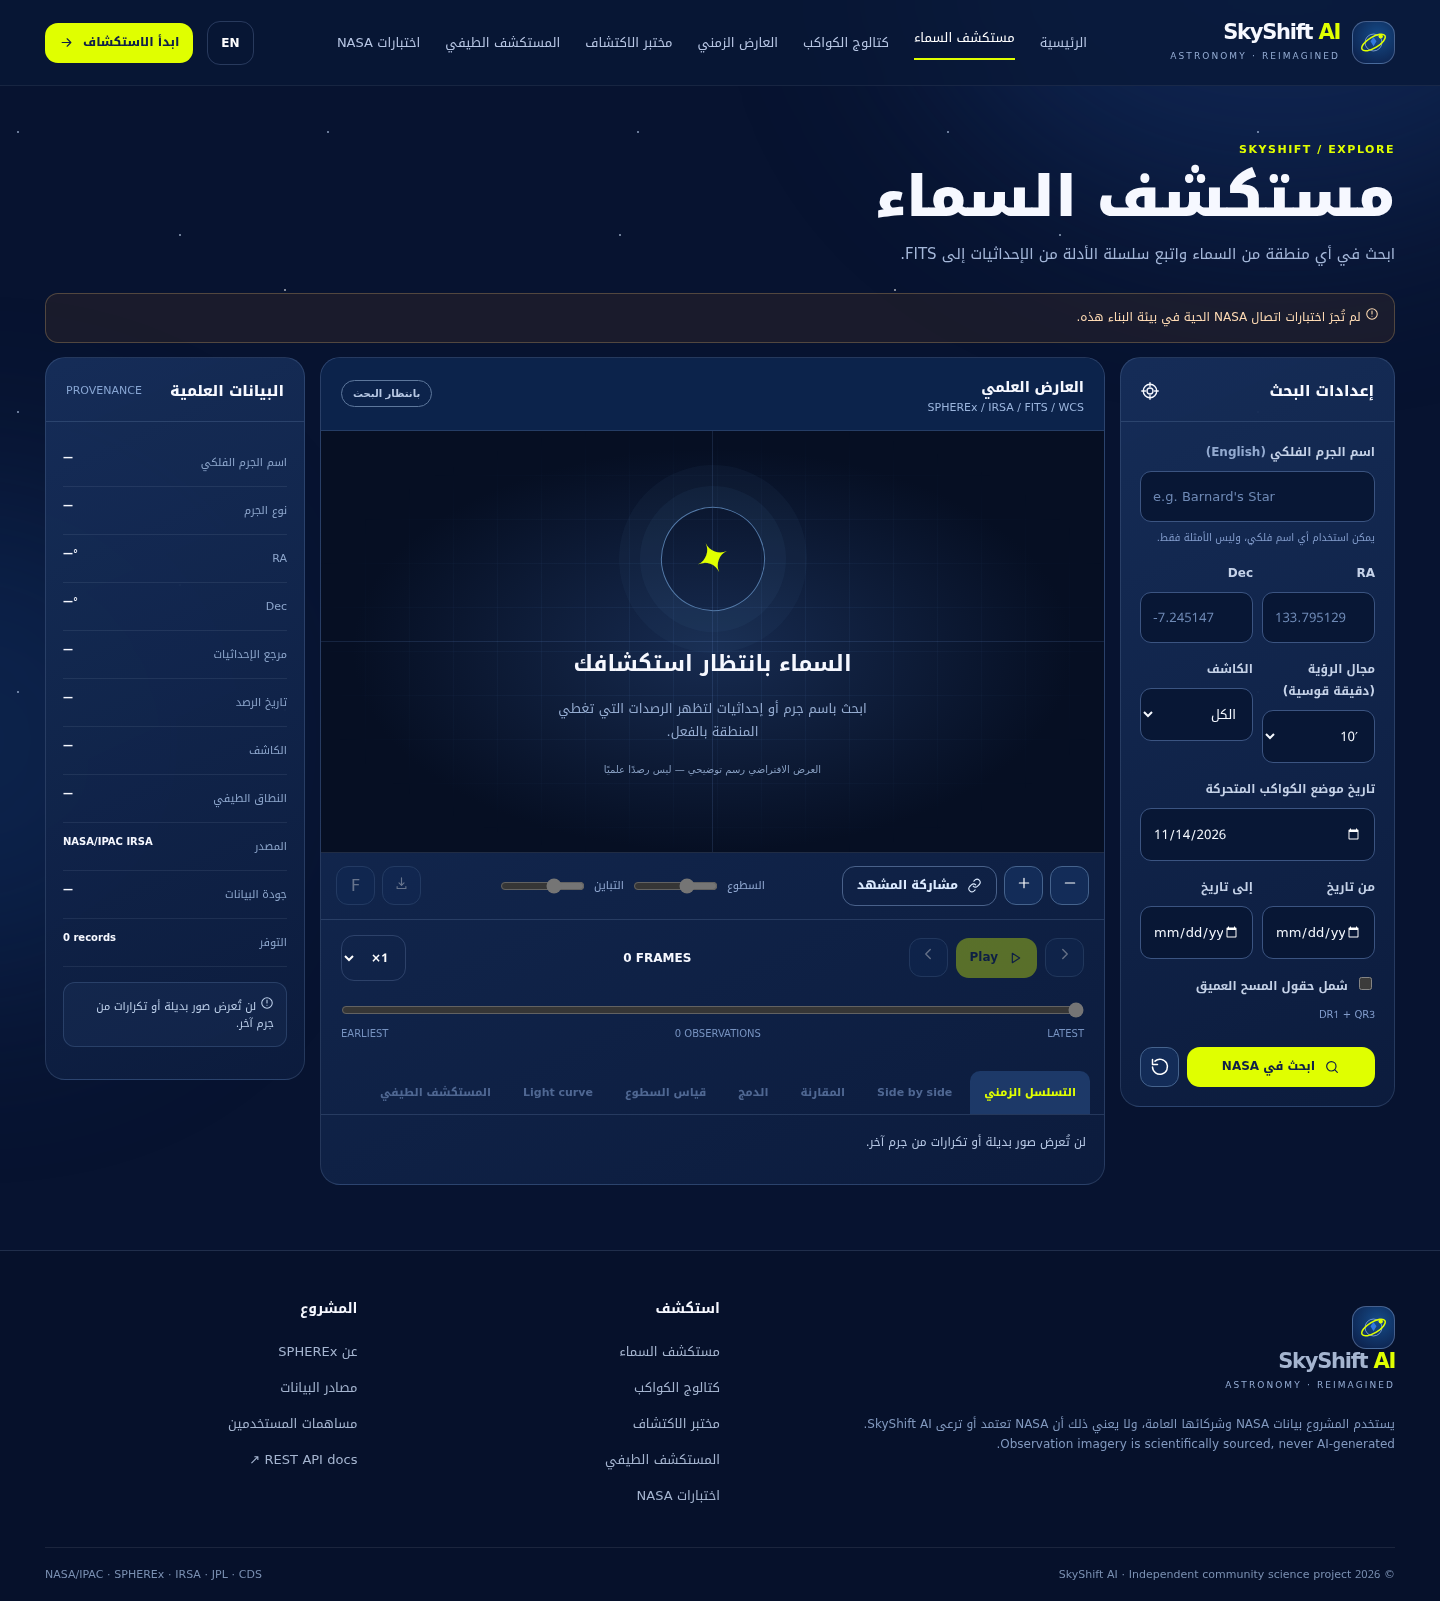 SkyShift AI
ASTRONOMY · REIMAGINED
الرئيسية
مستكشف السماء
كتالوج الكواكب
العارض الزمني
مختبر الاكتشاف
المستكشف الطيفي
اختبارات NASA
EN
ابدأ الاستكشاف →
SKYSHIFT / EXPLORE
مستكشف السماء
ابحث في أي منطقة من السماء واتبع سلسلة الأدلة من الإحداثيات إلى FITS.
لم تُجرَ اختبارات اتصال NASA الحية في بيئة البناء هذه.
إعدادات البحث
اسم الجرم الفلكي (English)
e.g. Barnard's Star
يمكن استخدام أي اسم فلكي، وليس الأمثلة فقط.
RA
Dec
133.795129
-7.245147
مجال الرؤية (دقيقة قوسية)
الكاشف
10′
الكل
تاريخ موضع الكواكب المتحركة
11/14/2026
من تاريخ
إلى تاريخ
mm/dd/yy
mm/dd/yy
شمل حقول المسح العميق
DR1 + QR3
ابحث في NASA
العارض العلمي
SPHEREx / IRSA / FITS / WCS
بانتظار البحث
✦
السماء بانتظار استكشافك
ابحث باسم جرم أو إحداثيات لتظهر الرصدات التي تغطي
المنطقة بالفعل.
العرض الافتراضي رسم توضيحي — ليس رصدًا علميًا
−
+
مشاركة المشهد
السطوع
التباين
F
Play
0 FRAMES
×1
EARLIEST
0 OBSERVATIONS
LATEST
التسلسل الزمني
Side by side
المقارنة
الدمج
قياس السطوع
Light curve
المستكشف الطيفي
لن تُعرض صور بديلة أو تكرارات من جرم آخر.
البيانات العلمية
PROVENANCE
اسم الجرم الفلكي —
نوع الجرم —
RA —°
Dec —°
مرجع الإحداثيات —
تاريخ الرصد —
الكاشف —
النطاق الطيفي —
المصدر NASA/IPAC IRSA
جودة البيانات —
التوفر 0 records
لن تُعرض صور بديلة أو تكرارات من
جرم آخر.
SkyShift AI
ASTRONOMY · REIMAGINED
يستخدم المشروع بيانات NASA وشركائها العامة، ولا يعني ذلك أن NASA تعتمد أو ترعى SkyShift AI.
Observation imagery is scientifically sourced, never AI-generated.
استكشف
مستكشف السماء
كتالوج الكواكب
مختبر الاكتشاف
المستكشف الطيفي
اختبارات NASA
المشروع
عن SPHEREx
مصادر البيانات
مساهمات المستخدمين
REST API docs ↗
© 2026 SkyShift AI · Independent community science project
NASA/IPAC · SPHEREx · IRSA · JPL · CDS